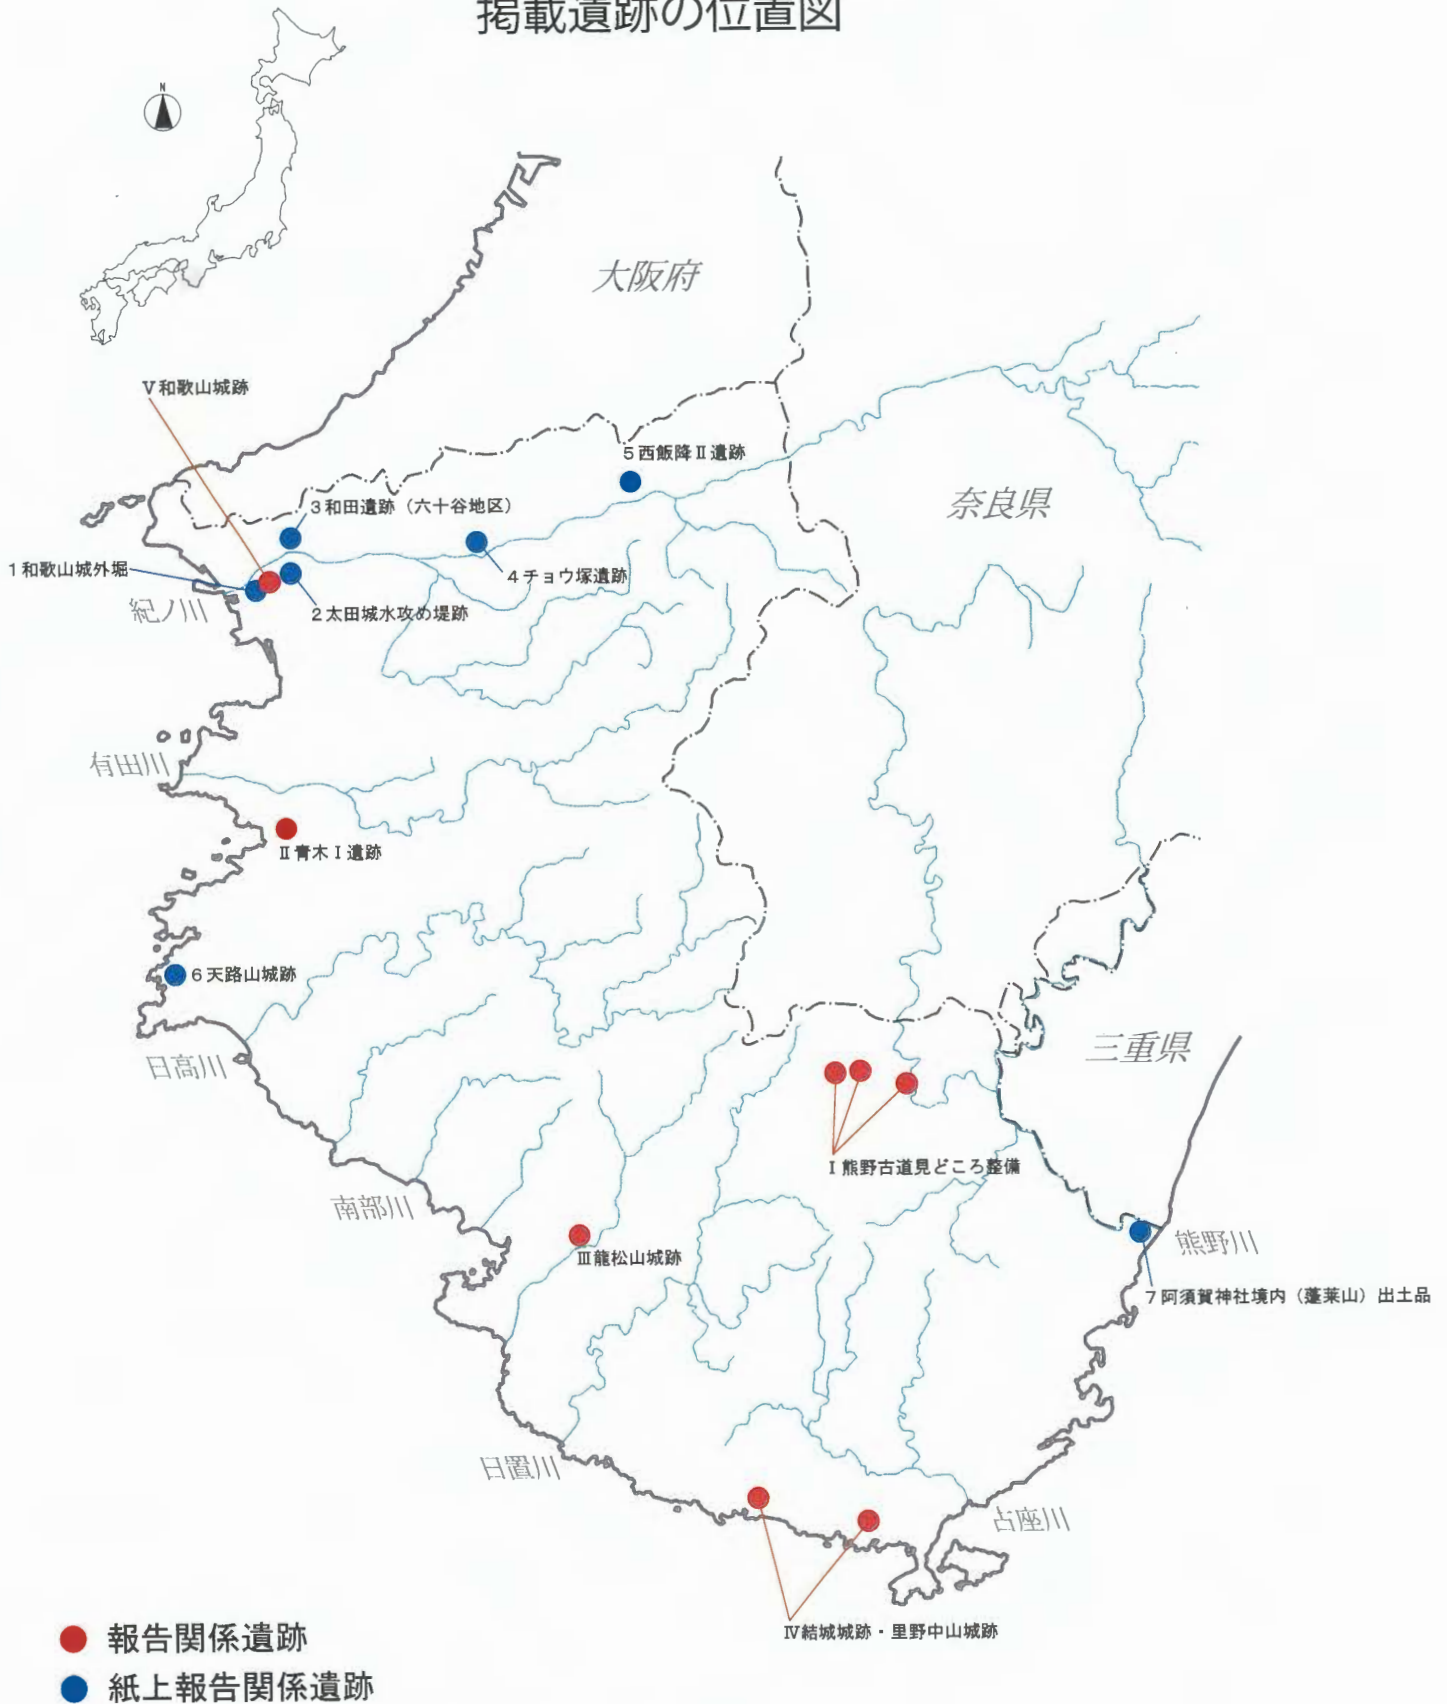 掲載遺跡の位置図
N
大阪府
Ⅴ和歌山城跡
5西飯降Ⅱ遺跡
奈良県
3和田遺跡（六十谷地区）
1和歌山城外堀
4チョウ塚遺跡
紀ノ川
2太田城水攻め堤跡
有田川
Ⅱ青木Ⅰ遺跡
6天路山城跡
三重県
日高川
Ⅰ熊野古道見どころ整備
南部川
熊野川
Ⅲ龍松山城跡
7阿須賀神社境内（蓬莱山）出土品
日置川
古座川
Ⅳ結城城跡・里野中山城跡
報告関係遺跡
紙上報告関係遺跡